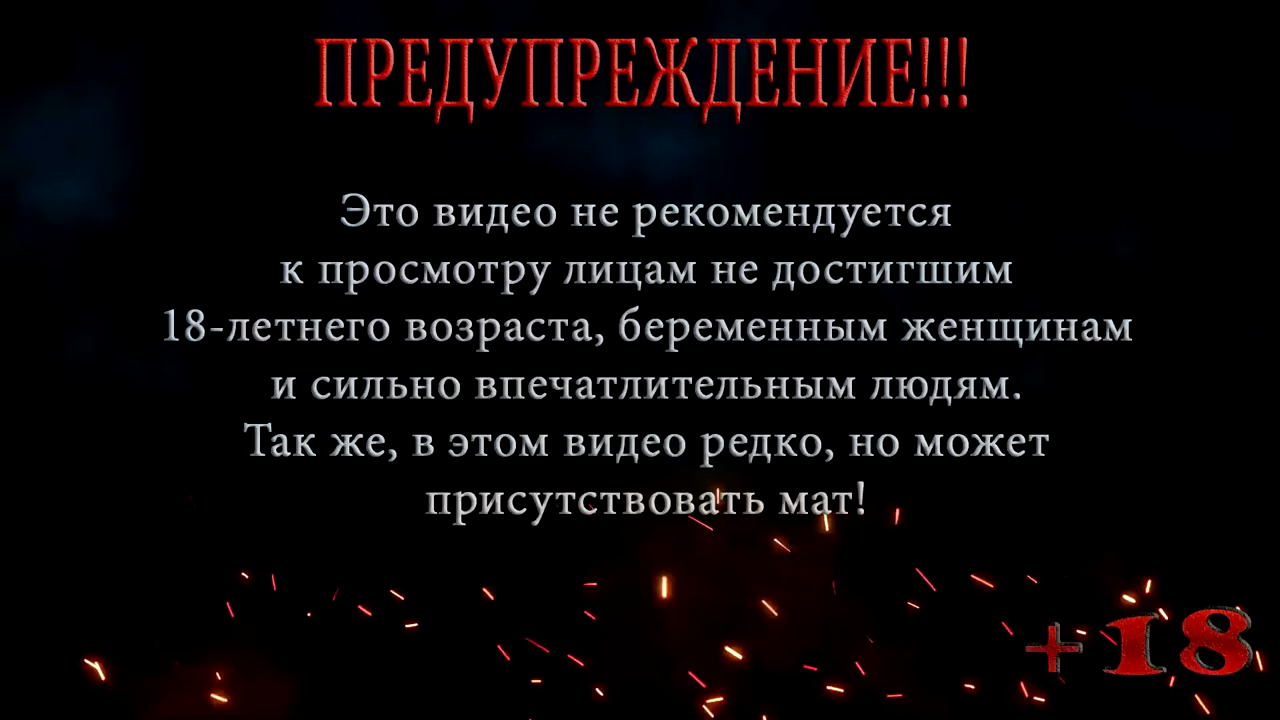 ПРЕДУПРЕЖДЕНИЕ!!!
Это видео не рекомендуется
к просмотру лицам не достигшим
18-летнего возраста, беременным женщинам
и сильно впечатлительным людям.
Так же, в этом видео редко, но может
присутствовать мат!
+18